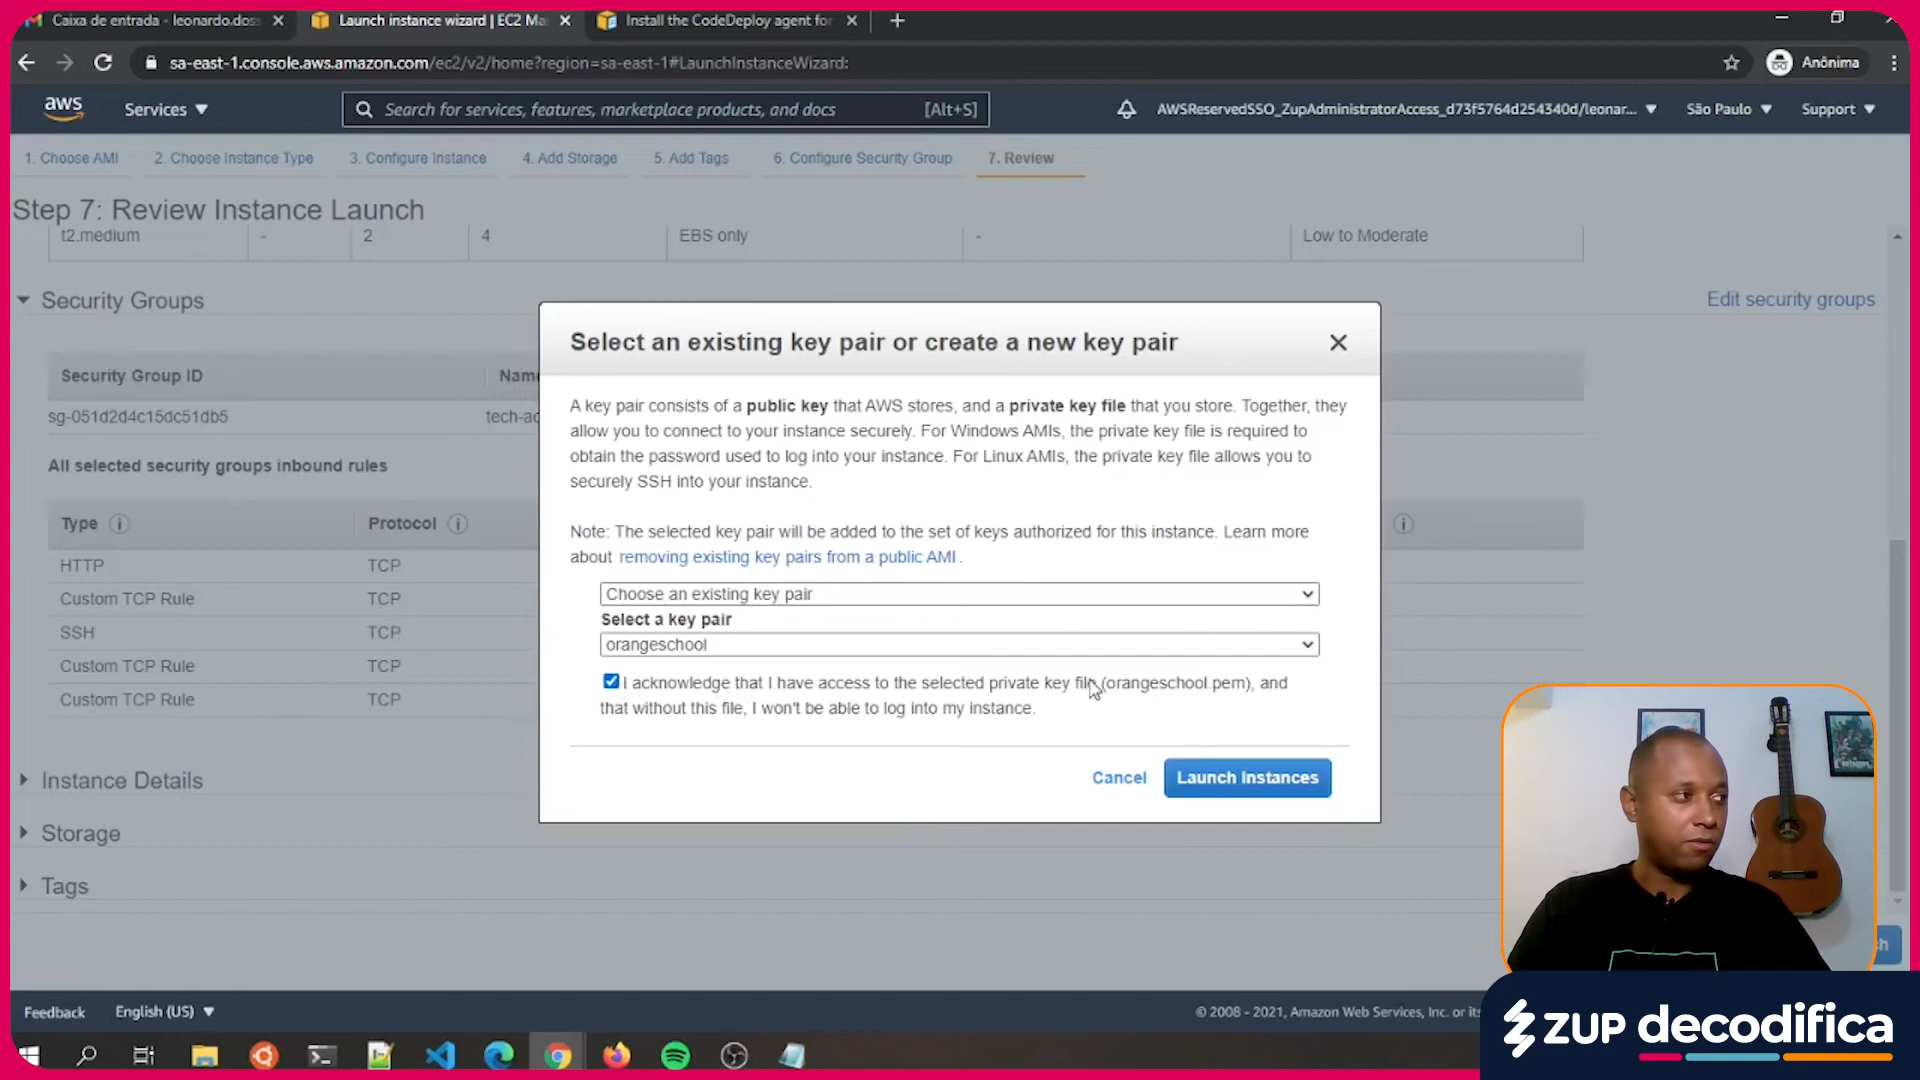 Caixa de entrada - leonardo.doss
Launch instance wizard | EC2 Ma
Install the CodeDeploy agent for
sa-east-1.console.aws.amazon.com/ec2/v2/home?region=sa-east-1#LaunchInstanceWizard:
Anônima
aws
Services
Search for services, features, marketplace products, and docs
[Alt+S]
AWSReservedSSO_ZupAdministratorAccess_d73f5764d254340d/leonar...
São Paulo
Support
1. Choose AMI
2. Choose Instance Type
3. Configure Instance
4. Add Storage
5. Add Tags
6. Configure Security Group
7. Review
Step 7: Review Instance Launch
t2.medium
-
2
4
EBS only
-
Low to Moderate
Security Groups
Edit security groups
Security Group ID
Name
sg-051d2d4c15dc51db5
tech-ac
All selected security groups inbound rules
Type
Protocol
HTTP
TCP
Custom TCP Rule
TCP
SSH
TCP
Custom TCP Rule
TCP
Custom TCP Rule
TCP
Instance Details
Storage
Tags
Select an existing key pair or create a new key pair
A key pair consists of a public key that AWS stores, and a private key file that you store. Together, they
allow you to connect to your instance securely. For Windows AMIs, the private key file is required to
obtain the password used to log into your instance. For Linux AMIs, the private key file allows you to
securely SSH into your instance.
Note: The selected key pair will be added to the set of keys authorized for this instance. Learn more
about removing existing key pairs from a public AMI .
Choose an existing key pair
Select a key pair
orangeschool
I acknowledge that I have access to the selected private key file (orangeschool.pem), and
that without this file, I won't be able to log into my instance.
Cancel
Launch Instances
Feedback
English (US)
© 2008 - 2021, Amazon Web Services, Inc. or its
ZUP decodifica